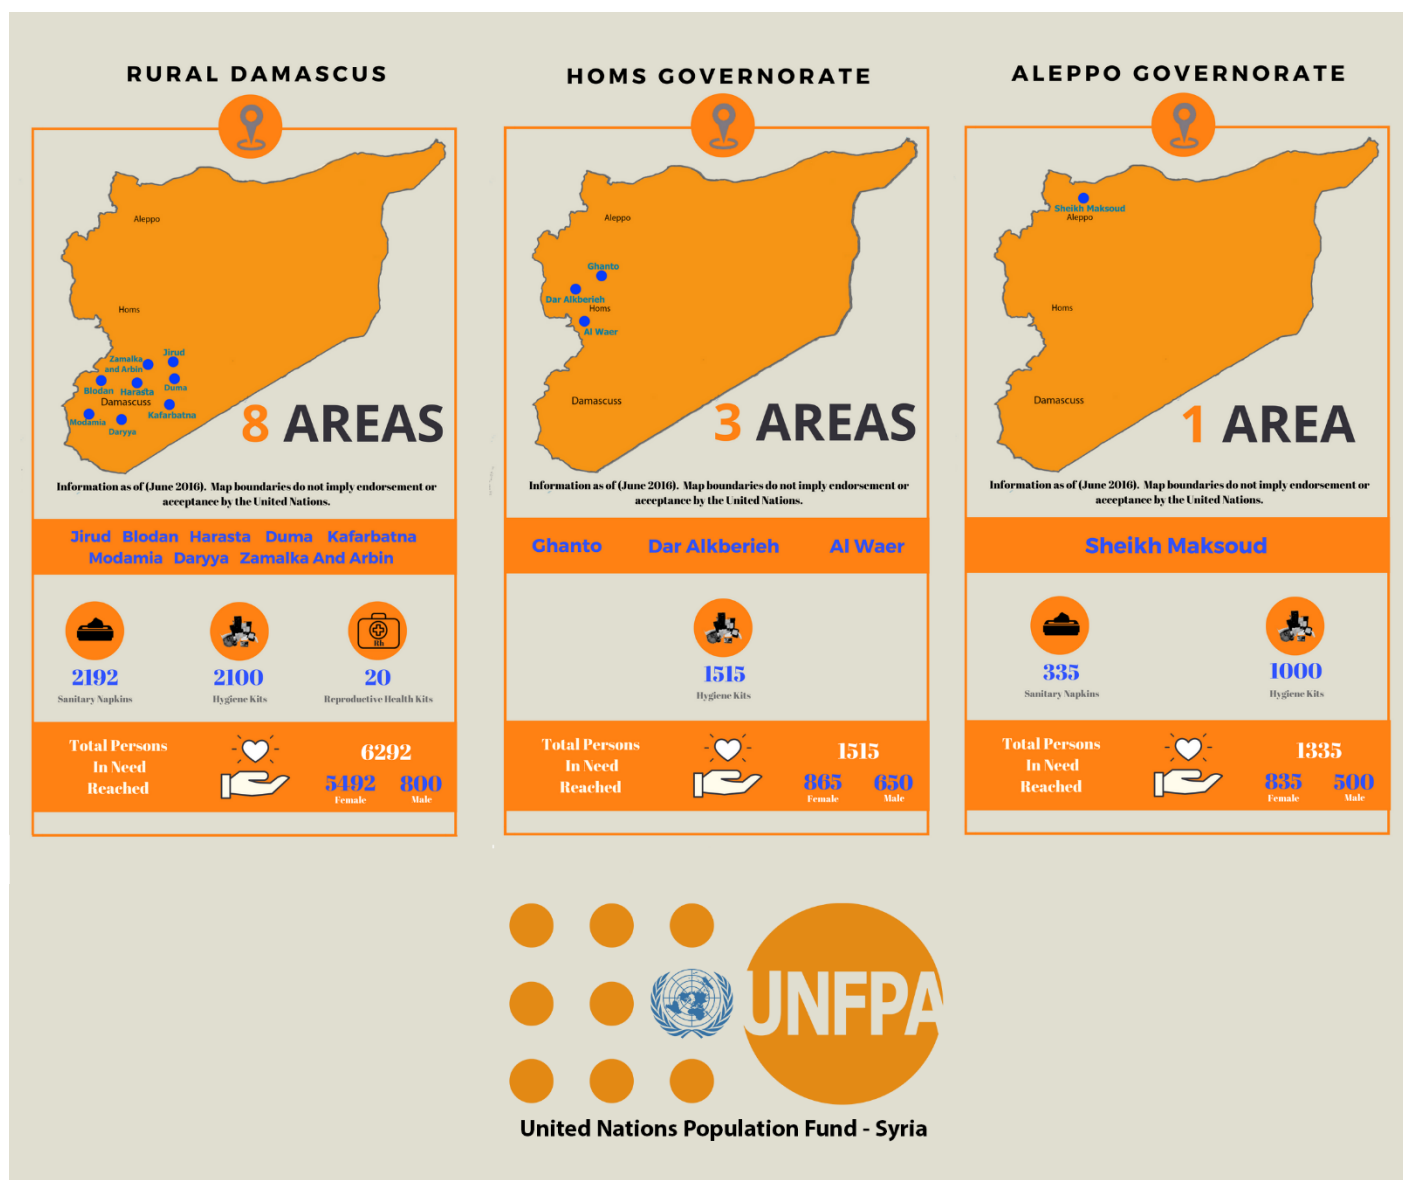 RURAL DAMASCUS
Aleppo
Homs
Zamalka
and Arbin
Jirud
Blodan
Harasta
Duma
Damascuss
Modamia
Daryya
Kafarbatna
8 AREAS
Information as of (June 2016). Map boundaries do not imply endorsement or
acceptance by the United Nations.
Jirud Blodan Harasta Duma Kafarbatna
Modamia Daryya Zamalka And Arbin
Rh
2192
Sanitary Napkins
2100
Hygiene Kits
20
Reproductive Health Kits
Total Persons
In Need
Reached
6292
5492
Female
800
Male
HOMS GOVERNORATE
Aleppo
Ghanto
Dar Alkberieh
Homs
Al Waer
Damascuss
3 AREAS
Information as of (June 2016). Map boundaries do not imply endorsement or
acceptance by the United Nations.
Ghanto Dar Alkberieh Al Waer
1515
Hygiene Kits
Total Persons
In Need
Reached
1515
865
Female
650
Male
ALEPPO GOVERNORATE
Sheikh Maksoud
Aleppo
Homs
Damascuss
1 AREA
Information as of (June 2016). Map boundaries do not imply endorsement or
acceptance by the United Nations.
Sheikh Maksoud
335
Sanitary Napkins
1000
Hygiene Kits
Total Persons
In Need
Reached
1335
835
Female
500
Male
UNFPA
United Nations Population Fund - Syria